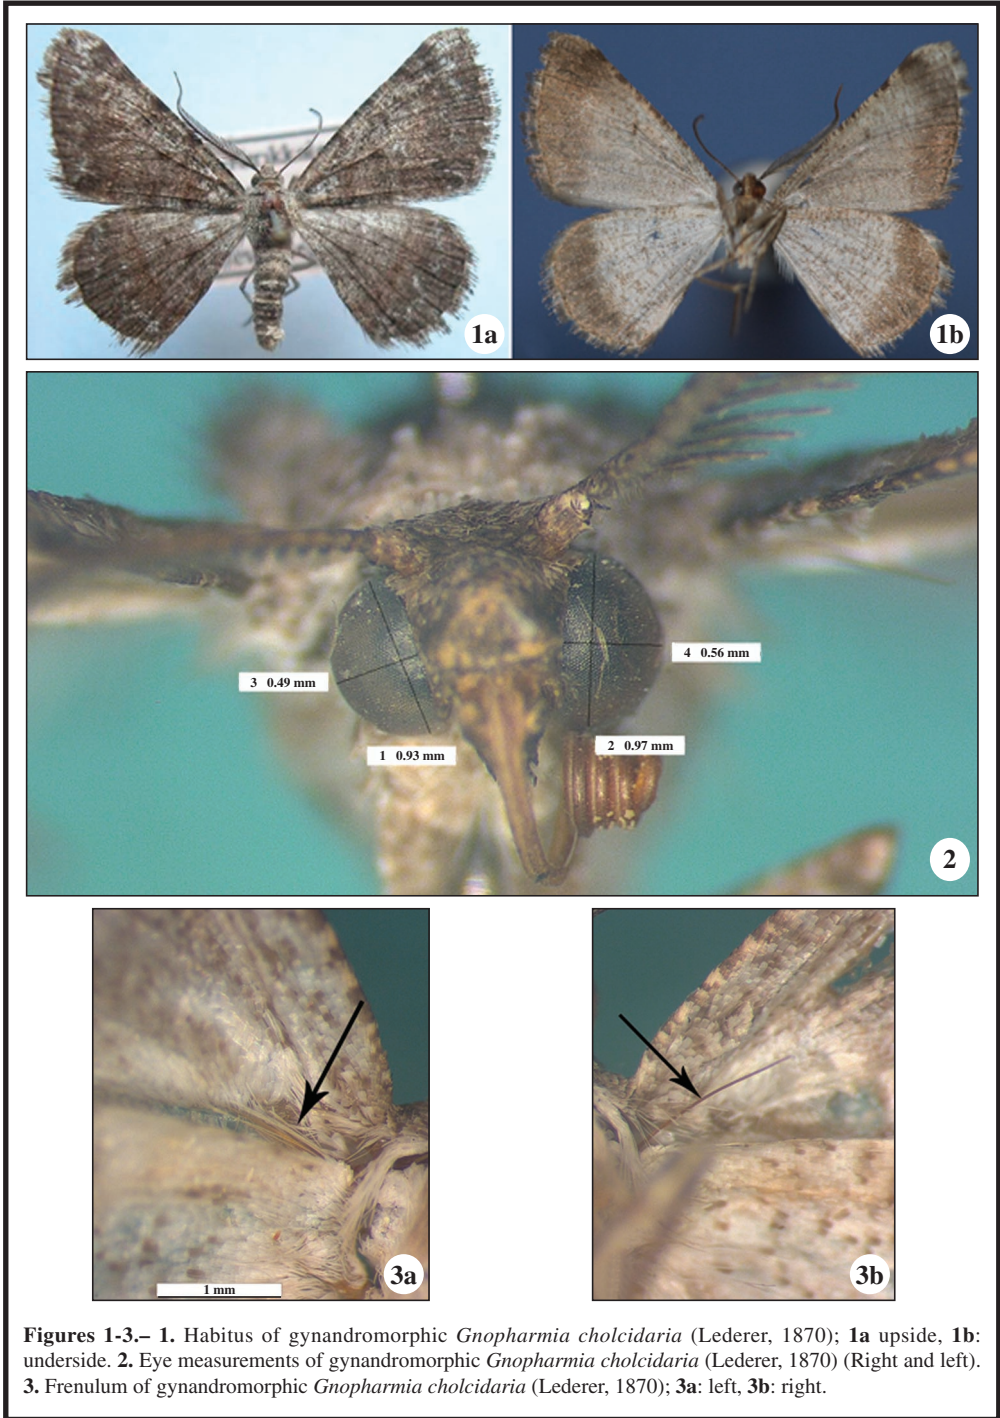 1a
1b
3 0.49 mm
4 0.56 mm
1 0.93 mm
2 0.97 mm
2
3a
1 mm
3b
Figures 1-3.– 1. Habitus of gynandromorphic Gnopharmia cholcidaria (Lederer, 1870); 1a upside, 1b:
underside. 2. Eye measurements of gynandromorphic Gnopharmia cholcidaria (Lederer, 1870) (Right and left).
3. Frenulum of gynandromorphic Gnopharmia cholcidaria (Lederer, 1870); 3a: left, 3b: right.